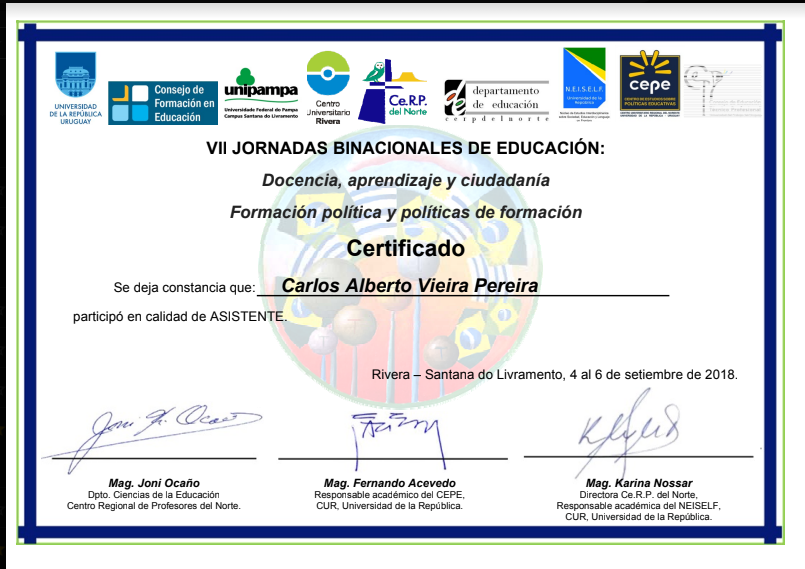 UNIVERSIDAD
DE LA REPÚBLICA
URUGUAY
Consejo de
Formación en
Educación
unipampa
Universidade Federal do Pampa
Campus Santana do Livramento
Centro
Universitario
Rivera
Ce.R.P.
del Norte
departamento
de educación
c e r p d e l n o r t e
N.E.I.S.E.L.F.
Universidad de la
República
cepe
CENTRO DE ESTUDIOS SOBRE
POLÍTICAS EDUCATIVAS
VII JORNADAS BINACIONALES DE EDUCACIÓN:
Docencia, aprendizaje y ciudadanía
Formación política y políticas de formación
Certificado
Se deja constancia que: Carlos Alberto Vieira Pereira
participó en calidad de ASISTENTE.
Rivera – Santana do Livramento, 4 al 6 de setiembre de 2018.
Mag. Joni Ocaño
Dpto. Ciencias de la Educación
Centro Regional de Profesores del Norte.
Mag. Fernando Acevedo
Responsable académico del CEPE,
CUR, Universidad de la República.
Mag. Karina Nossar
Directora Ce.R.P. del Norte,
Responsable académica del NEISELF,
CUR, Universidad de la República.